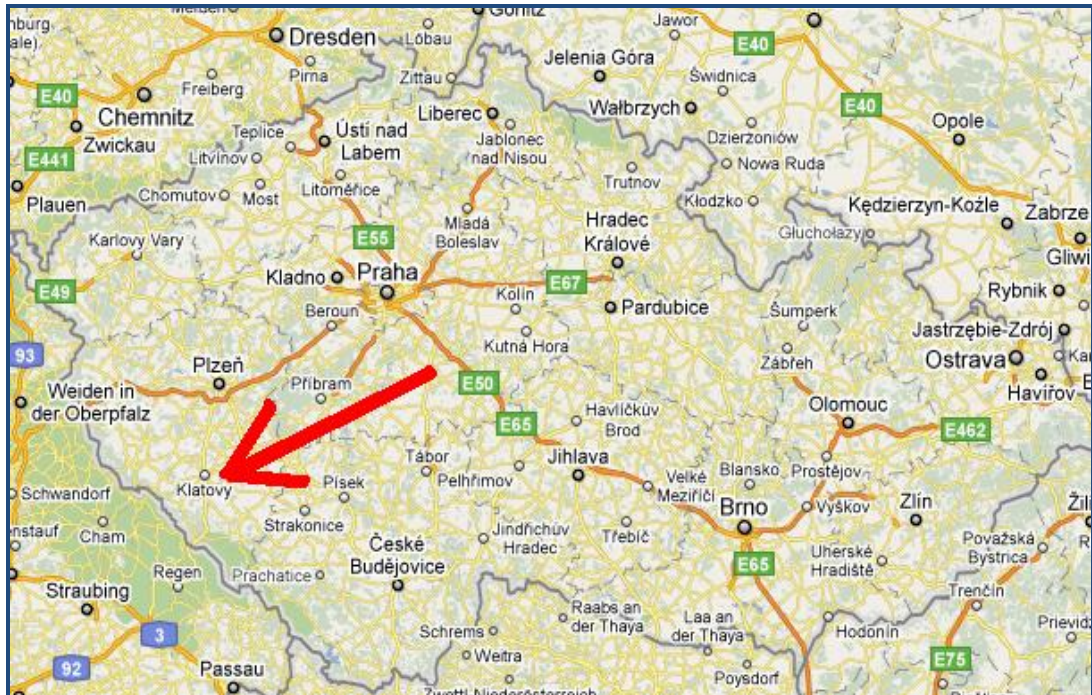 Görlitz
Jawor
Dresden
Löbau
E40
Jelenia Góra
Świdnica
Pirna
Zittau
Freiberg
E40
Chemnitz
Wałbrzych
E40
Liberec
Teplice
Ústí nad
Labem
Jablonec
nad Nisou
Dzierżoniów
Opole
Zwickau
E441
Litvínov
Nowa Ruda
Trutnov
Chomutov
Most
Litoměřice
Plauen
Kłodzko
Kędzierzyn-Koźle
Zabrze
Mladá
Boleslav
Hradec
Králové
Głuchołazy
Karlovy Vary
E55
Kladno
Praha
E67
E49
Kolín
Rybnik
Beroun
Pardubice
Šumperk
Kutná Hora
Jastrzębie-Zdrój
93
Plzeň
Zábřeh
Ostrava
Weiden in
der Oberpfalz
Příbram
E50
Havířov
Havlíčkův
Brod
Olomouc
E65
E462
Tábor
Jihlava
Klatovy
Písek
Pelhřimov
Velké
Meziříčí
Blansko
Prostějov
Schwandorf
Strakonice
Brno
Vyškov
Zlín
Cham
Jindřichův
Hradec
Třebíč
České
Budějovice
Považská
Bystrica
Regen
Prachatice
E65
Uherské
Hradiště
Straubing
Trenčín
Raabs an
der Thaya
Laa an
der Thaya
3
Schrems
Hodonín
Weitra
92
Passau
Poysdorf
E75